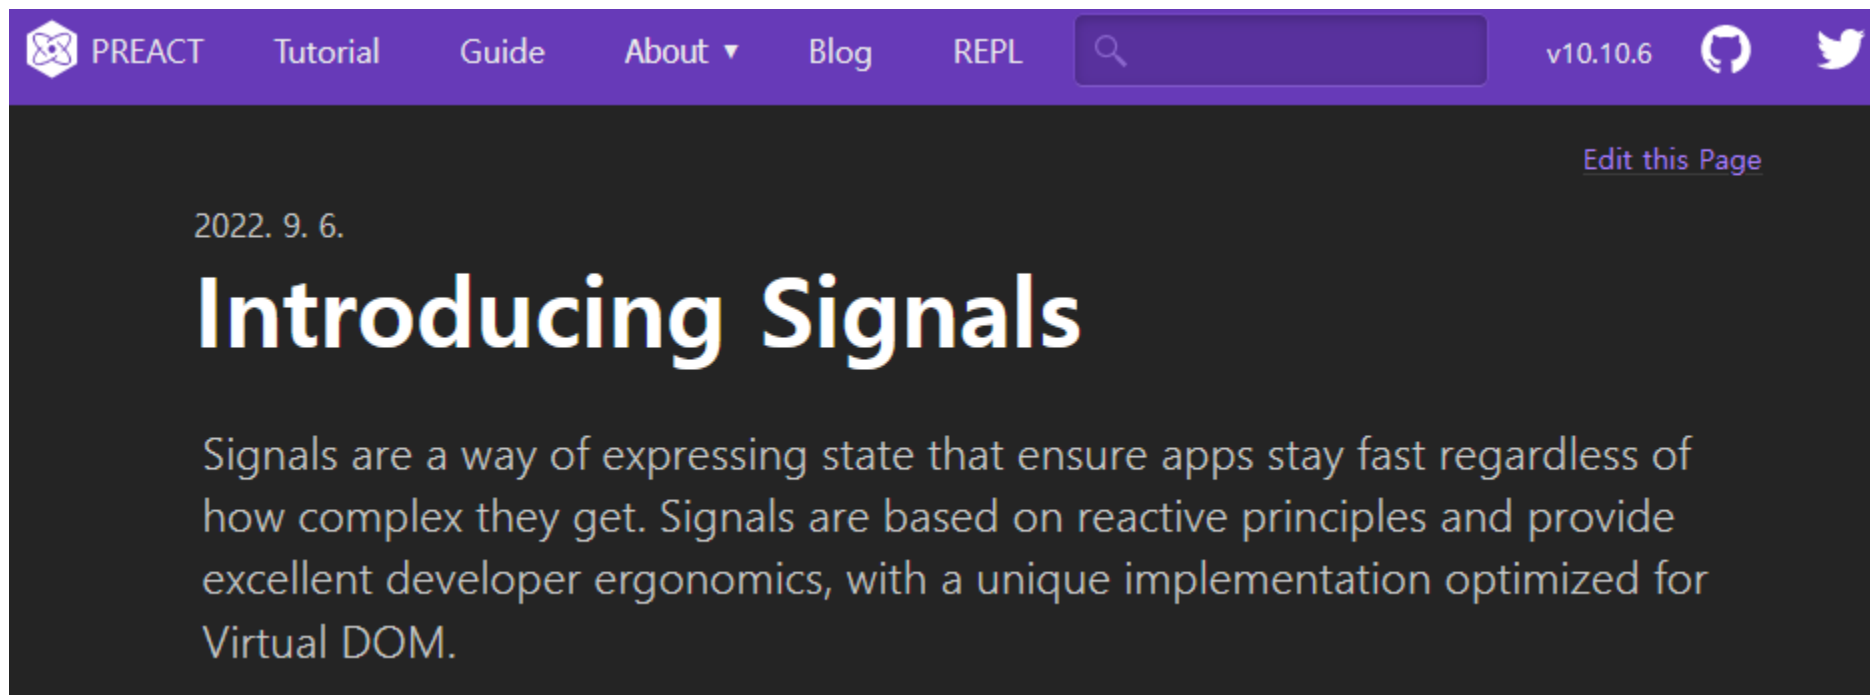 PREACT Tutorial Guide About ▼ Blog REPL v10.10.6
Edit this Page
2022. 9. 6.
Introducing Signals
Signals are a way of expressing state that ensure apps stay fast regardless of
how complex they get. Signals are based on reactive principles and provide
excellent developer ergonomics, with a unique implementation optimized for
Virtual DOM.